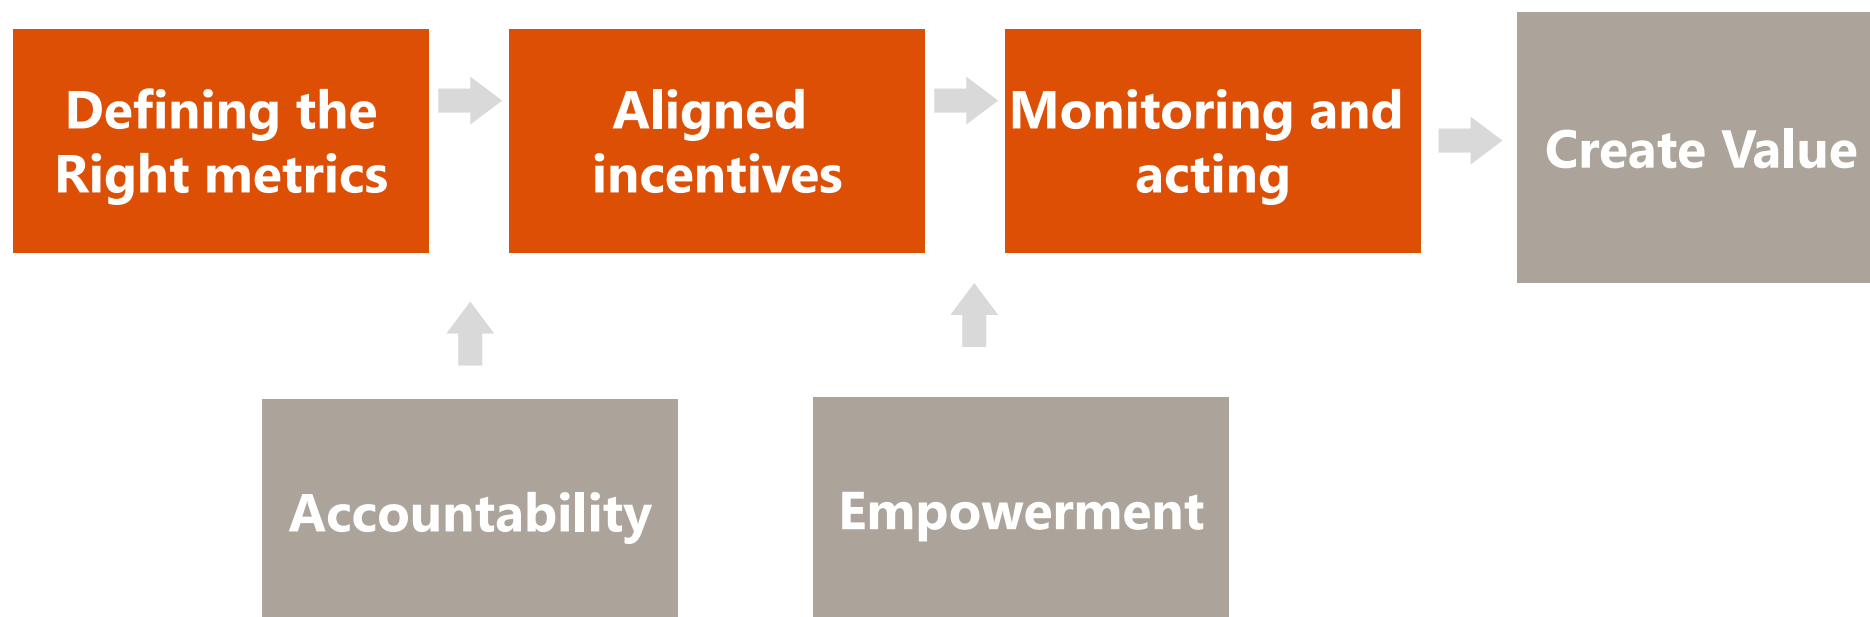 Defining the
Right metrics
Aligned
incentives
Monitoring and
acting
Create Value
Accountability
Empowerment